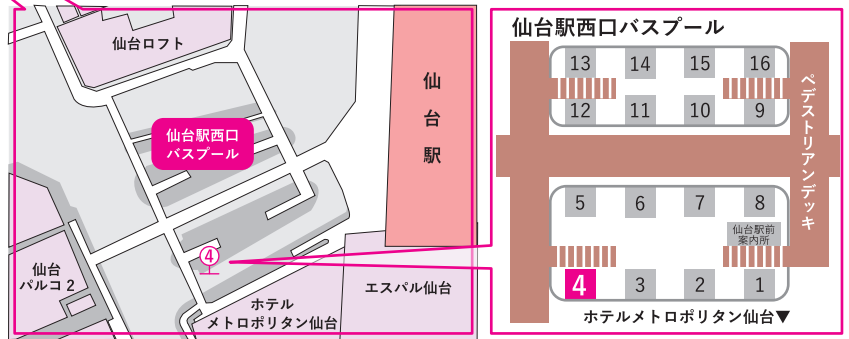 仙台ロフト
仙台駅西口
バスプール
仙台駅
4
仙台
パルコ2
ホテル
メトロポリタン仙台
エスパル仙台
仙台駅西口バスプール
13 14 15 16
12 11 10 9
ペデストリアンデッキ
5 6 7 8
仙台駅前
案内所
4 3 2 1
ホテルメトロポリタン仙台▼